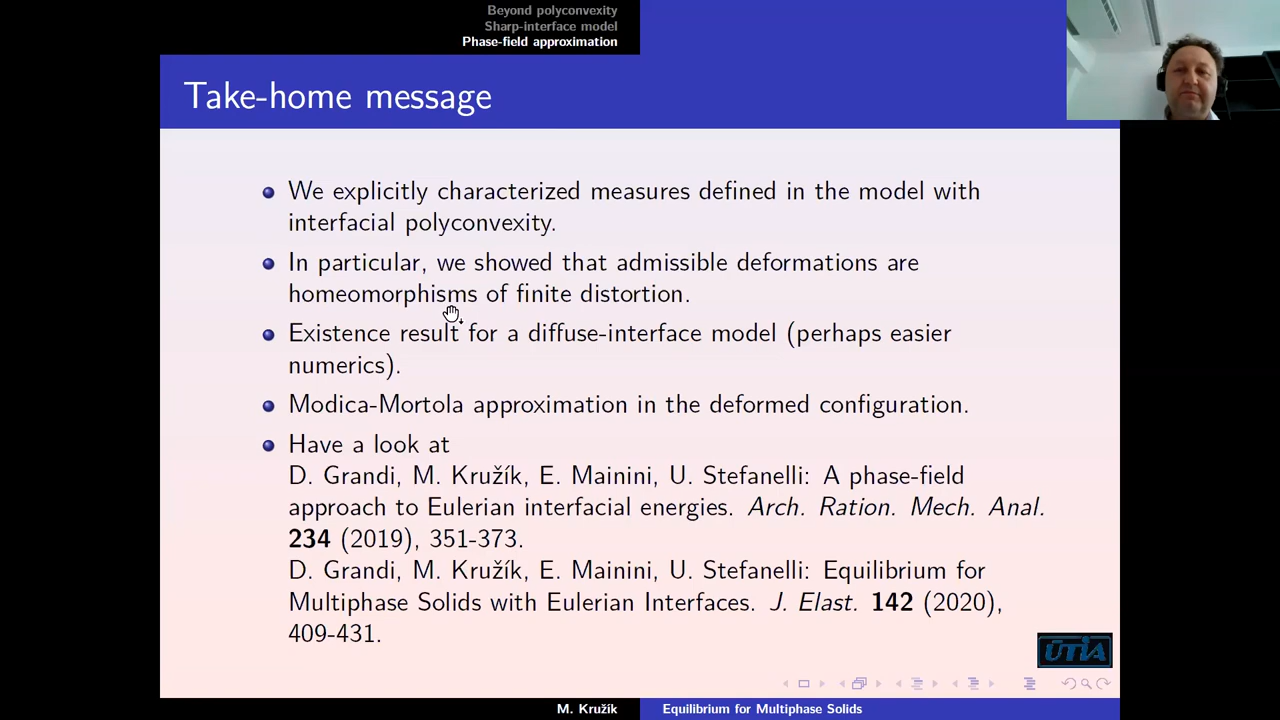 Beyond polyconvexity
Sharp-interface model
Phase-field approximation
Take-home message
We explicitly characterized measures defined in the model with
interfacial polyconvexity.
In particular, we showed that admissible deformations are
homeomorphisms of finite distortion.
Existence result for a diffuse-interface model (perhaps easier
numerics).
Modica-Mortola approximation in the deformed configuration.
Have a look at
D. Grandi, M. Kružík, E. Mainini, U. Stefanelli: A phase-field
approach to Eulerian interfacial energies. Arch. Ration. Mech. Anal.
234 (2019), 351-373.
D. Grandi, M. Kružík, E. Mainini, U. Stefanelli: Equilibrium for
Multiphase Solids with Eulerian Interfaces. J. Elast. 142 (2020),
409-431.
ÚTIA
M. Kružík
Equilibrium for Multiphase Solids